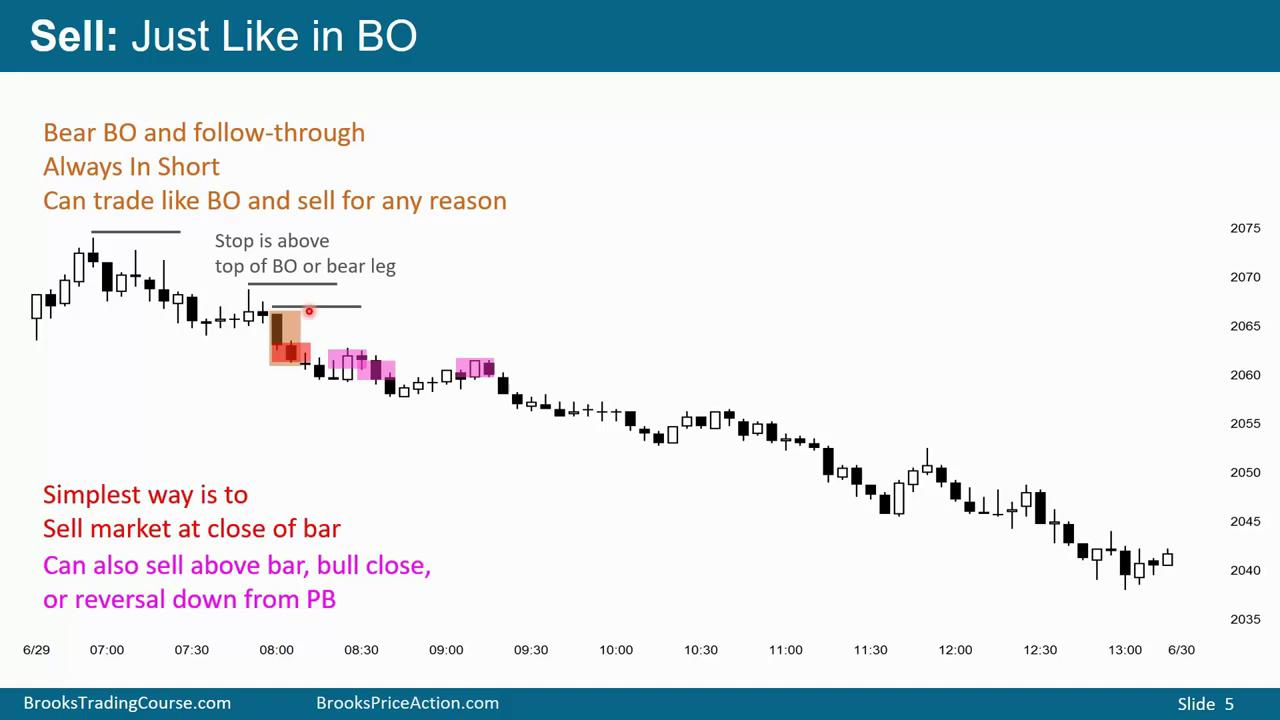 Sell: Just Like in BO
Bear BO and follow-through
Always In Short
Can trade like BO and sell for any reason
Stop is above
top of BO or bear leg
2075
2070
2065
2060
2055
2050
2045
2040
2035
Simplest way is to
Sell market at close of bar
Can also sell above bar, bull close,
or reversal down from PB
6/29 07:00 07:30 08:00 08:30 09:00 09:30 10:00 10:30 11:00 11:30 12:00 12:30 13:00 6/30
BrooksTradingCourse.com BrooksPriceAction.com Slide 5